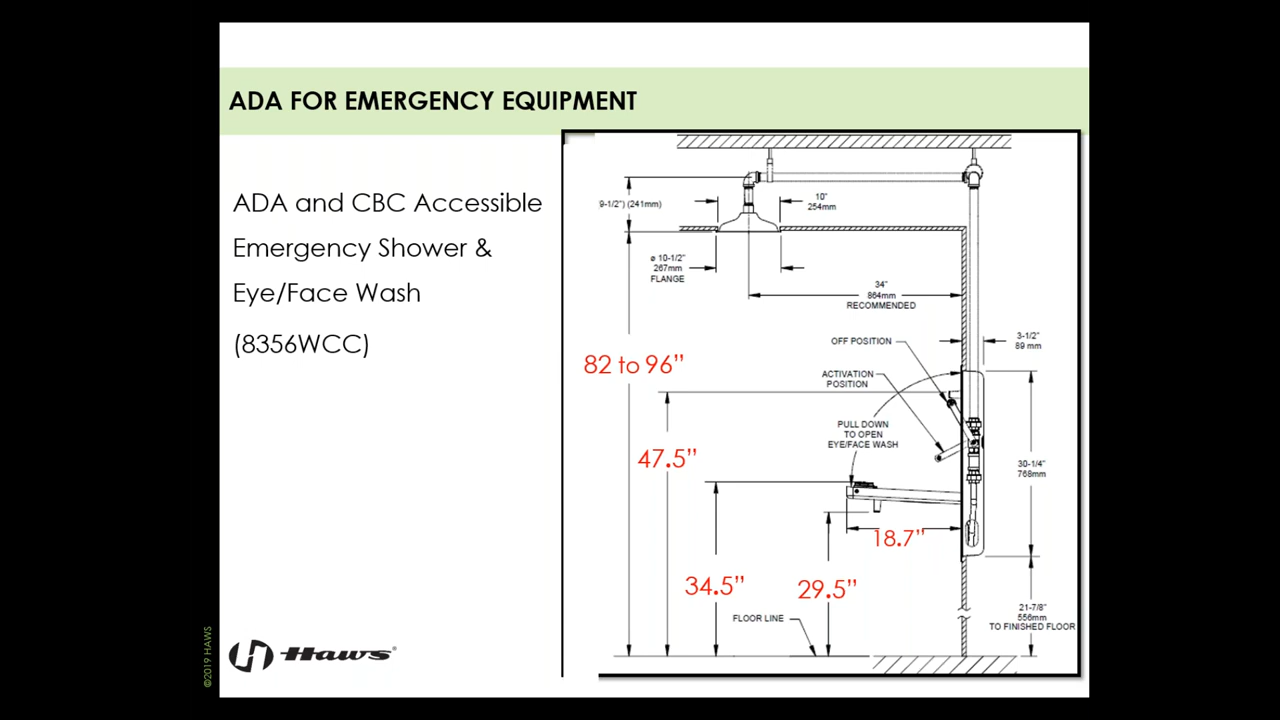 ADA FOR EMERGENCY EQUIPMENT
ADA and CBC Accessible
Emergency Shower &
Eye/Face Wash
(8356WCC)
9-1/2") (241mm)
10"
254mm
ø 10-1/2"
267mm
FLANGE
34"
864mm
RECOMMENDED
3-1/2"
89 mm
OFF POSITION
82 to 96”
ACTIVATION
POSITION
PULL DOWN
TO OPEN
EYE/FACE WASH
47.5”
30-1/4"
768mm
18.7”
34.5”
29.5”
FLOOR LINE
21-7/8"
556mm
TO FINISHED FLOOR
Haws®
©2019 HAWS